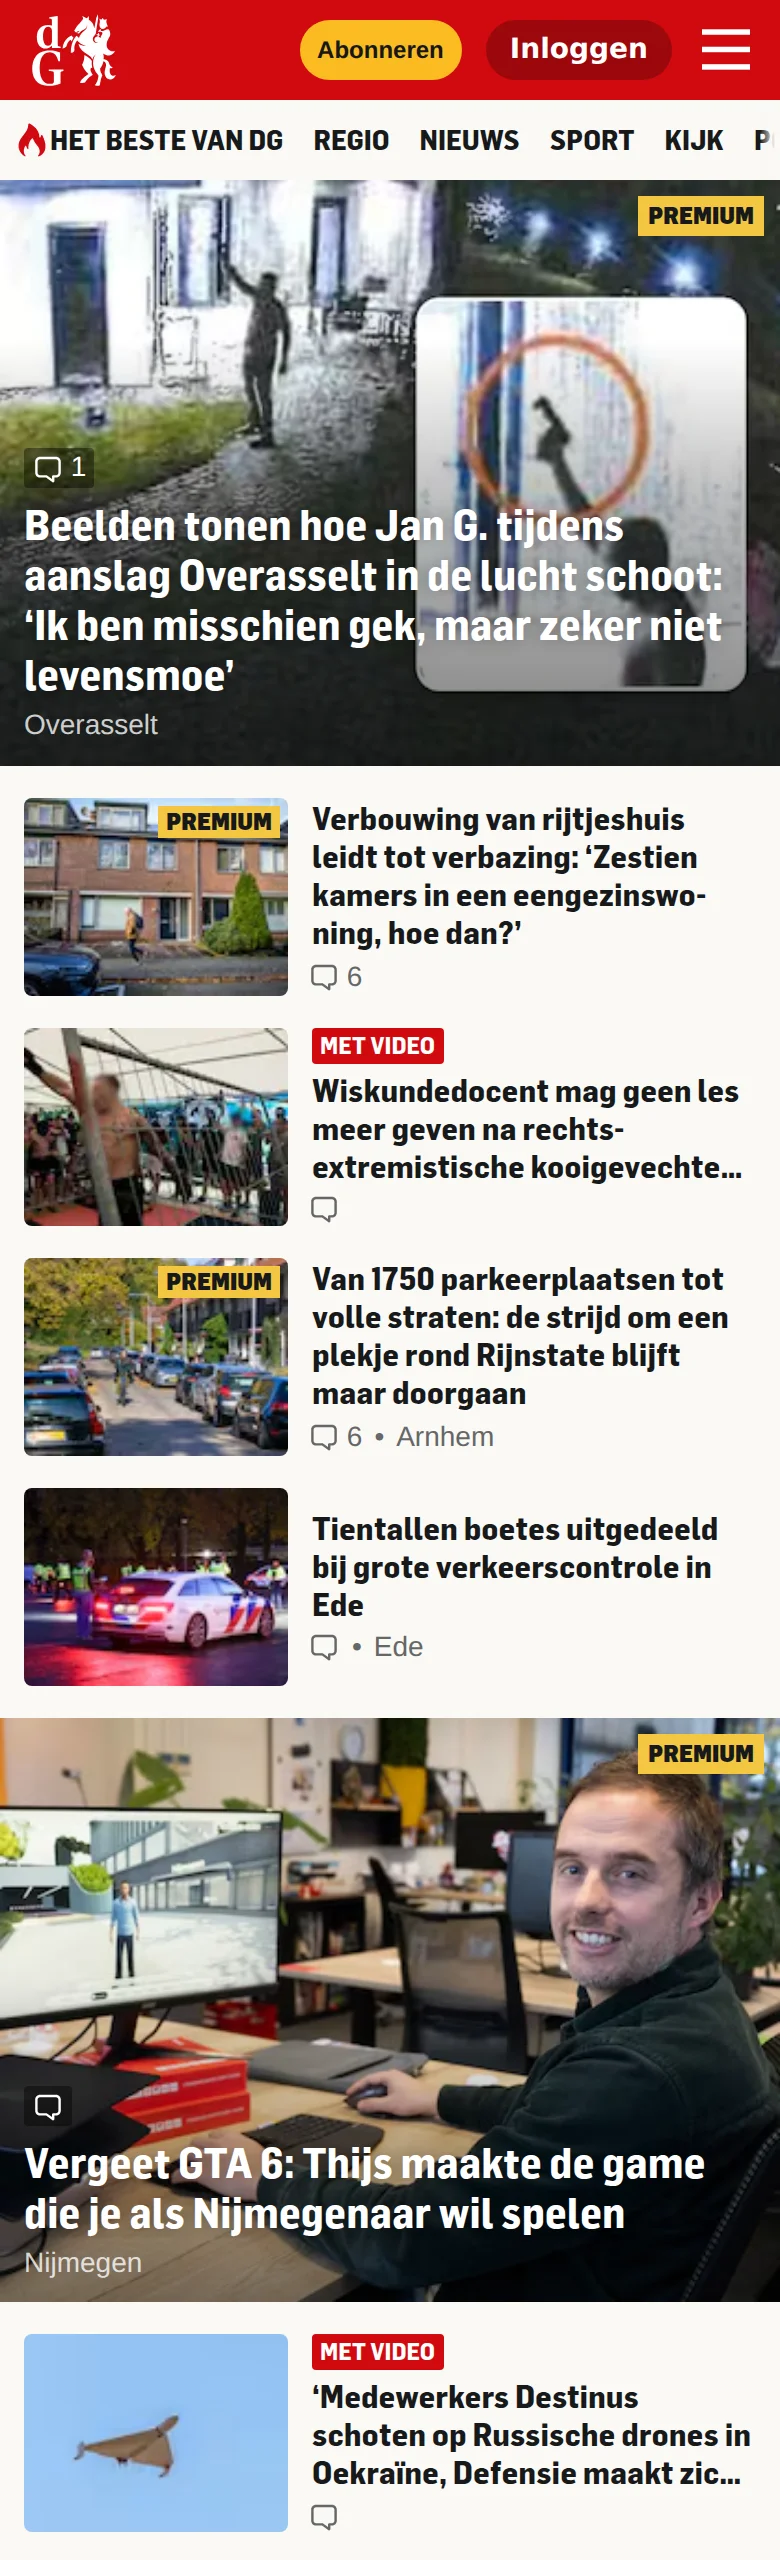 dG
Abonneren
Inloggen
HET BESTE VAN DG
REGIO
NIEUWS
SPORT
KIJK
PREMIUM
1
Beelden tonen hoe Jan G. tijdens
aanslag Overasselt in de lucht schoot:
‘Ik ben misschien gek, maar zeker niet
levensmoe’
Overasselt
PREMIUM
Verbouwing van rijtjeshuis
leidt tot verbazing: ‘Zestien
kamers in een eengezinswo-
ning, hoe dan?’
6
MET VIDEO
Wiskundedocent mag geen les
meer geven na rechts-
extremistische kooigevechte...
PREMIUM
Van 1750 parkeerplaatsen tot
volle straten: de strijd om een
plekje rond Rijnstate blijft
maar doorgaan
6 • Arnhem
Tientallen boetes uitgedeeld
bij grote verkeerscontrole in
Ede
• Ede
PREMIUM
Vergeet GTA 6: Thijs maakte de game
die je als Nijmegenaar wil spelen
Nijmegen
MET VIDEO
‘Medewerkers Destinus
schoten op Russische drones in
Oekraïne, Defensie maakt zic...